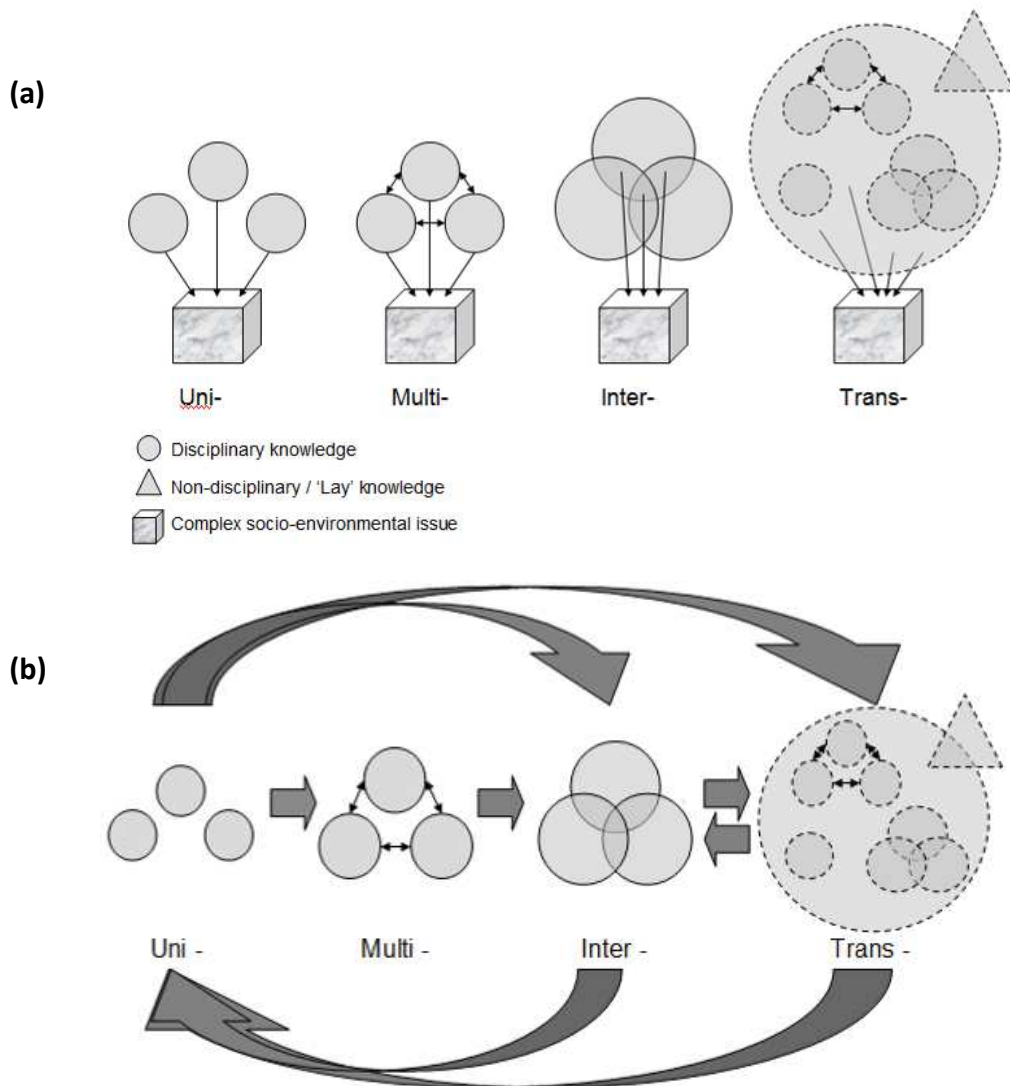 (a)
Uni- Multi- Inter- Trans-
Disciplinary knowledge
Non-disciplinary / 'Lay' knowledge
Complex socio-environmental issue
(b)
Uni - Multi - Inter - Trans -